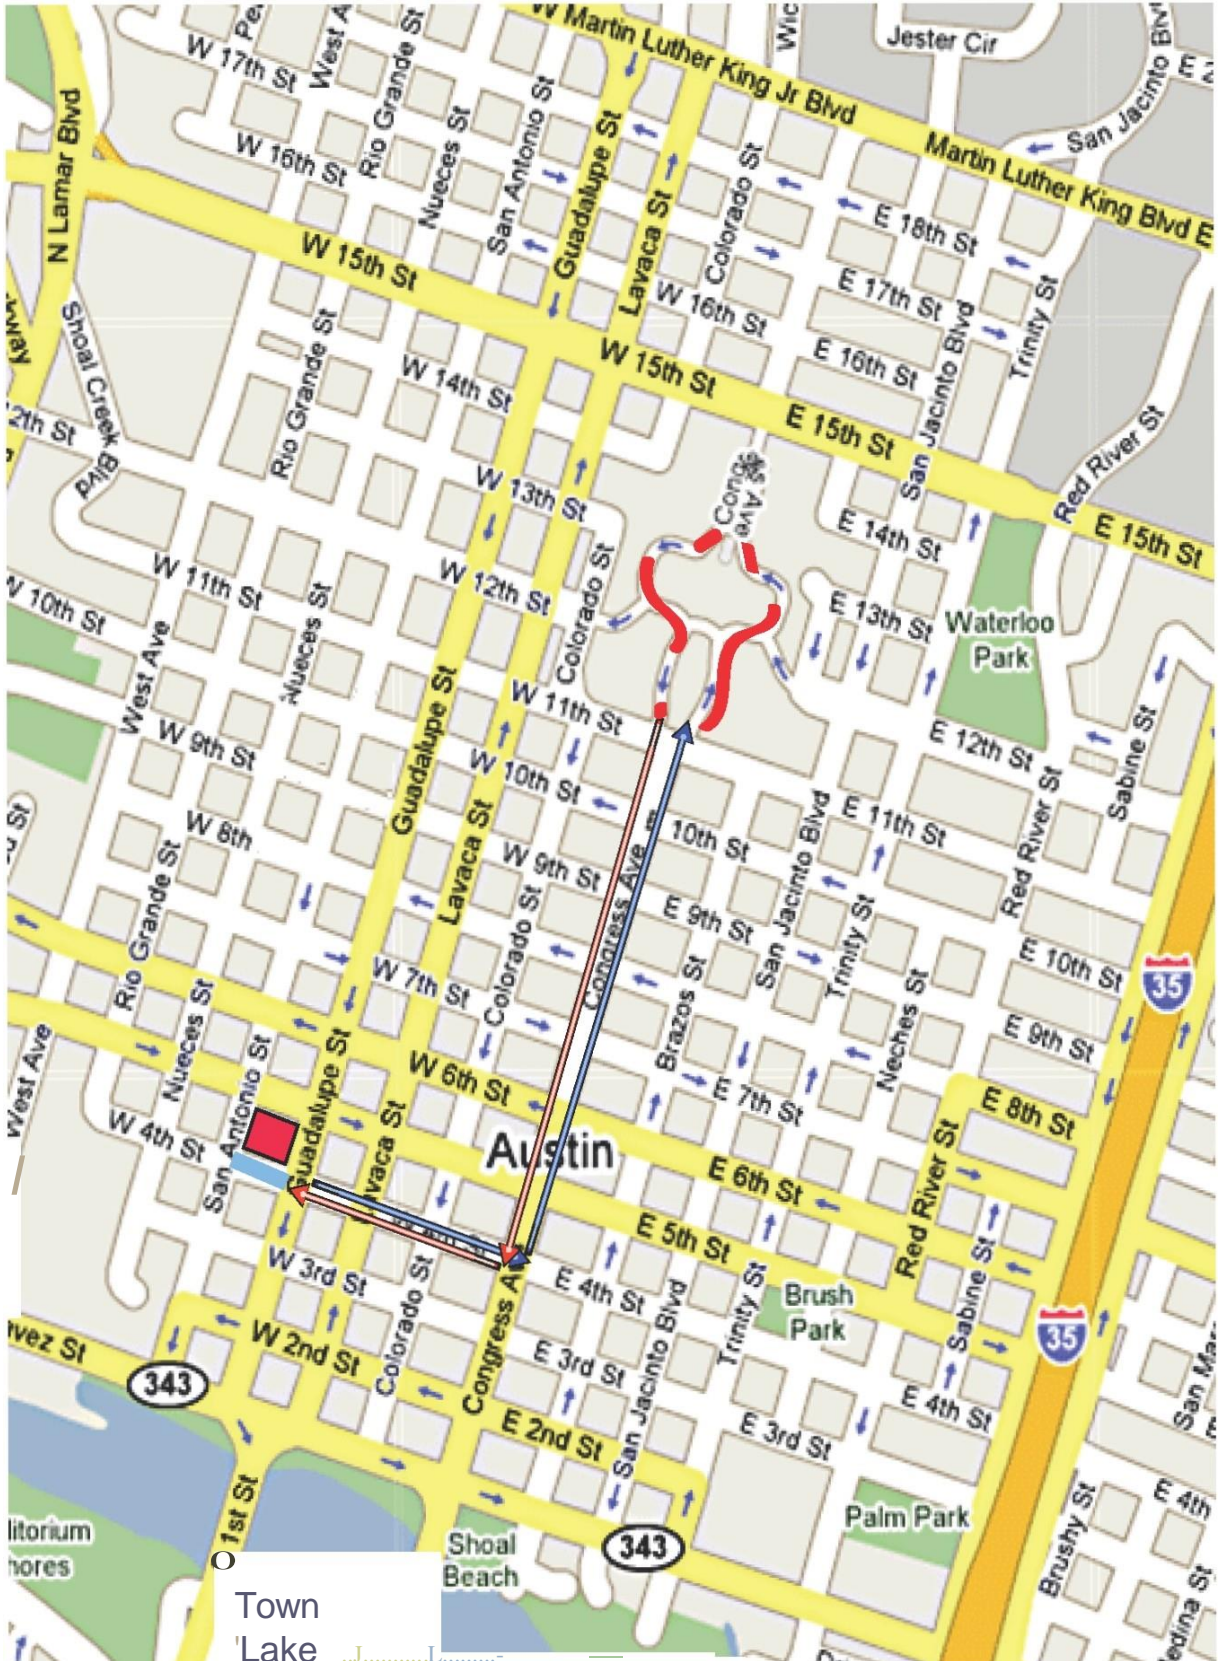 W Martin Luther King Jr Blvd
Jester Cir
San Jacinto Blvd
W 17th St
Rio Grande St
N Lamar Blvd
W 16th St
Nueces St
San Antonio St
Guadalupe St
Lavaca St
Colorado St
Martin Luther King Blvd E
E 18th St
W 15th St
W 16th St
E 17th St
Trinity St
Shoal Creek Blvd
Rio Grande St
W 14th St
W 15th St
E 16th St
San Jacinto Blvd
2th St
E 15th St
Red River St
W 13th St
Cong
Ave
E 14th St
E 15th St
W 11th St
W 12th St
Colorado St
W 10th St
E 13th St
Waterloo
Park
West Ave
Nueces St
Guadalupe St
W 11th St
Sabine St
W 9th St
W 10th St
E 12th St
Lavaca St
W 8th
10th St
E 11th St
Rio Grande St
W 9th St
Congress Ave
San Jacinto Blvd
Red River St
E 9th St
Trinity St
W 7th St
Colorado St
E 10th St
35
Nueces St
Brazos St
Neches St
E 9th St
West Ave
San Antonio St
Guadalupe St
W 6th St
E 7th St
E 8th St
W 4th St
Austin
E 6th St
Red River St
E 5th St
W 3rd St
Colorado St
E 4th St
Trinity St
Brush
Park
Sabine St
35
vez St
W 2nd St
343
Congress A
E 3rd St
San Jacinto Blvd
E 4th St
E 2nd St
E 3rd St
Palm Park
E 4th
1st St
343
Brushy St
litorium
hores
Shoal
Beach
edina St
Town
'Lake